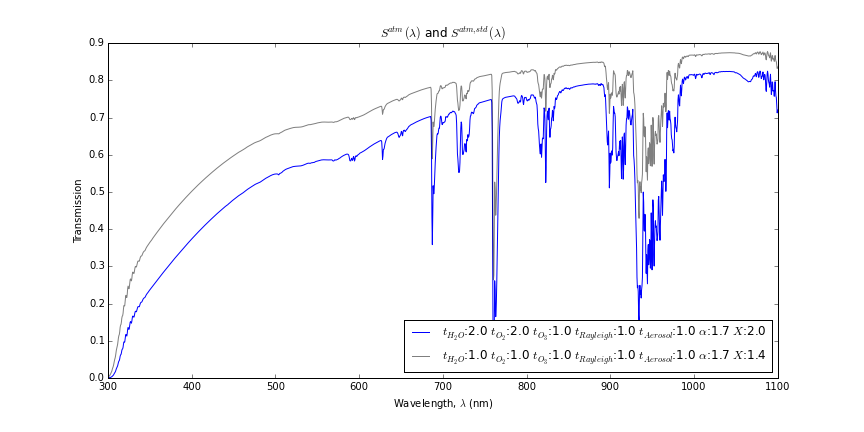 S^{atm}(λ) and S^{atm,std}(λ)
0.9
0.8
0.7
0.6
0.5
0.4
0.3
0.2
0.1
0.0
Transmission
t_{H_2O}:2.0 t_{O_2}:2.0 t_{O_3}:1.0 t_{Rayleigh}:1.0 t_{Aerosol}:1.0 α:1.7 X:2.0
t_{H_2O}:1.0 t_{O_2}:1.0 t_{O_3}:1.0 t_{Rayleigh}:1.0 t_{Aerosol}:1.0 α:1.7 X:1.4
300 400 500 600 700 800 900 1000 1100
Wavelength, λ (nm)